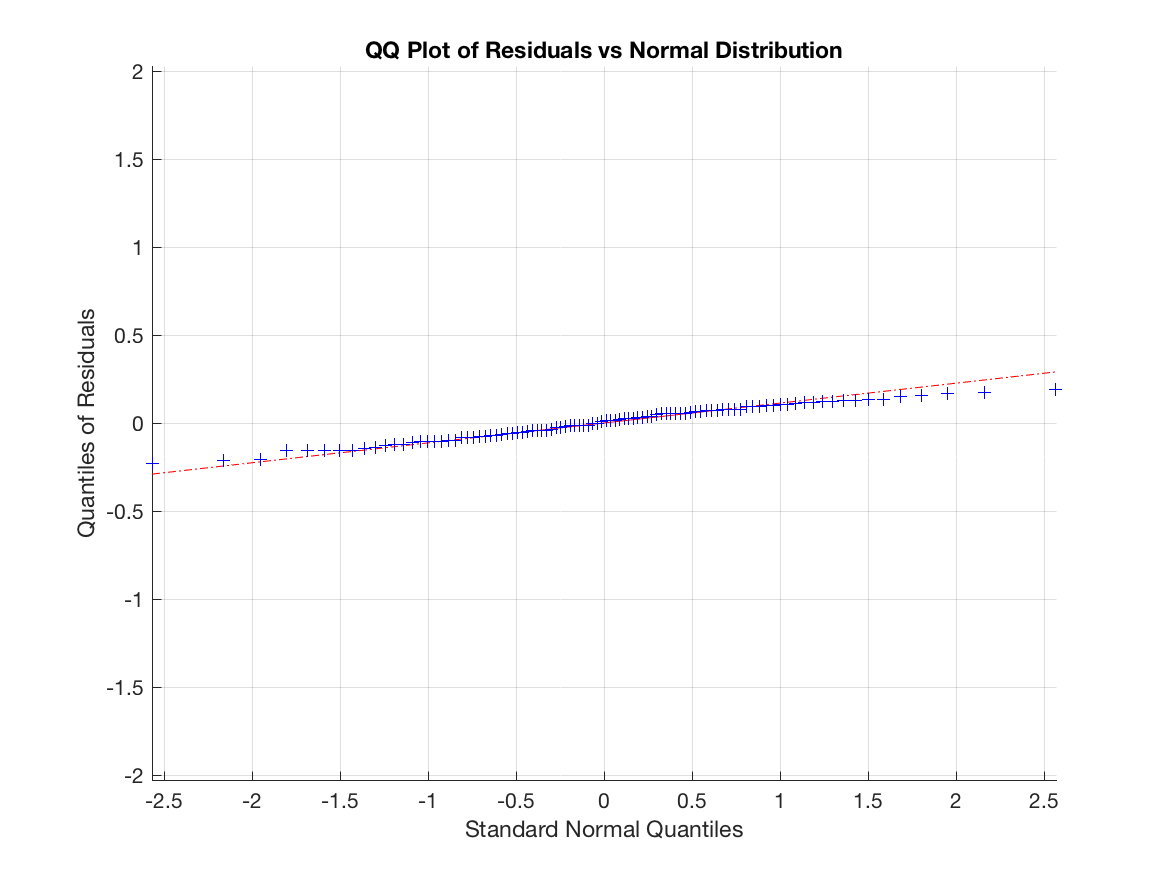 QQ Plot of Residuals vs Normal Distribution
2
1.5
1
0.5
0
-0.5
-1
-1.5
-2
Quantiles of Residuals
-2.5 -2 -1.5 -1 -0.5 0 0.5 1 1.5 2 2.5
Standard Normal Quantiles